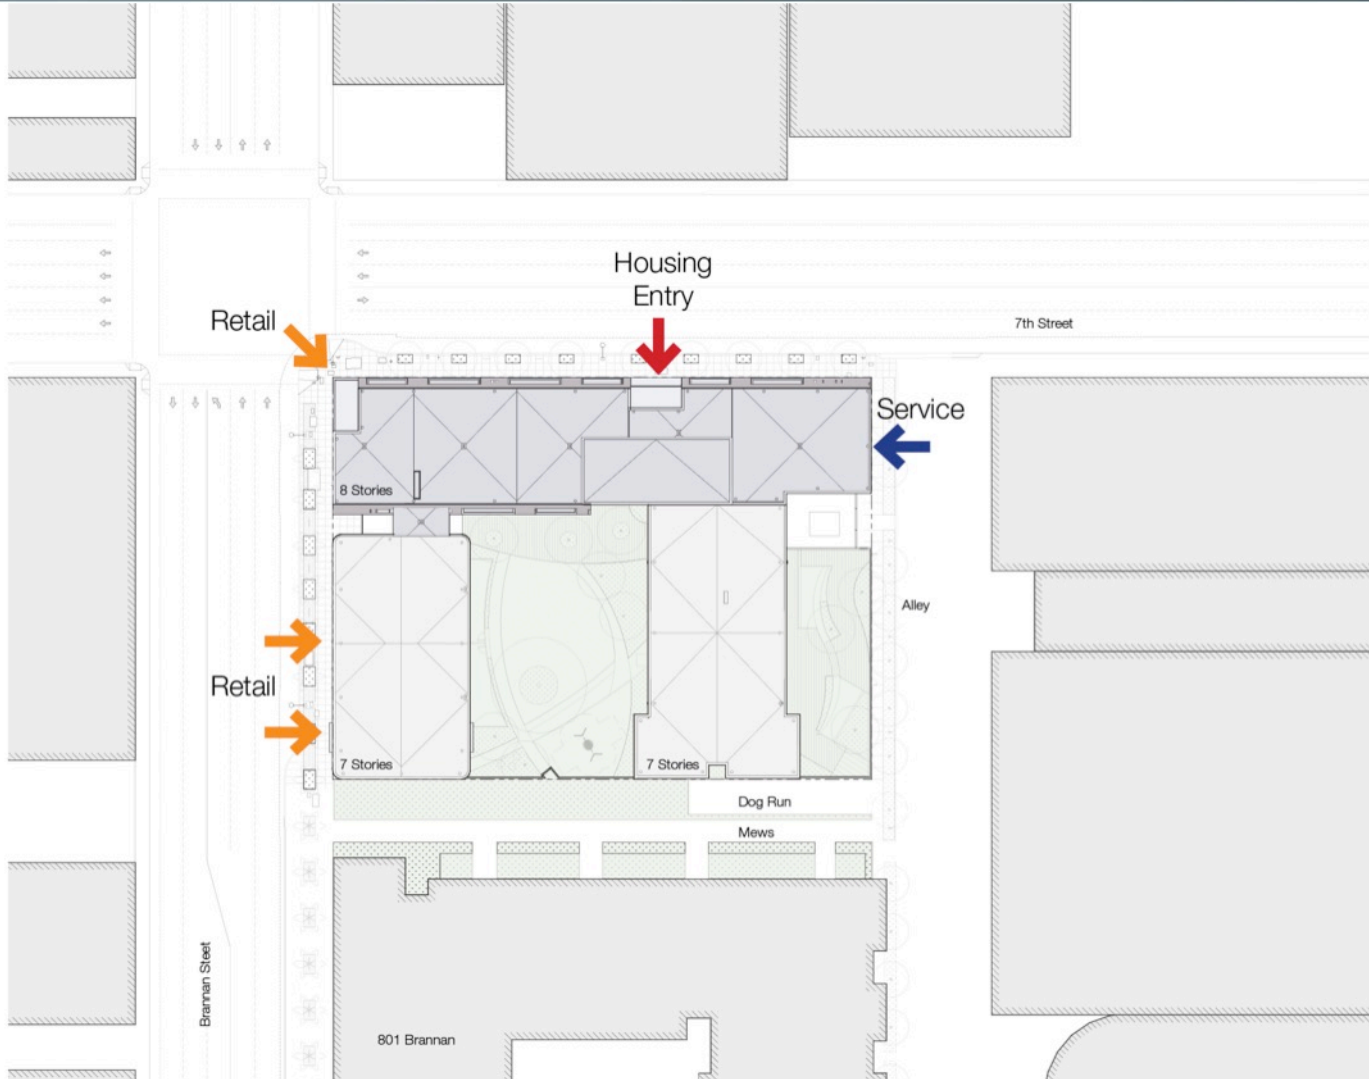 Housing
Entry
Retail
7th Street
Service
8 Stories
Alley
Retail
7 Stories
7 Stories
Dog Run
Mews
Brannan Steet
801 Brannan